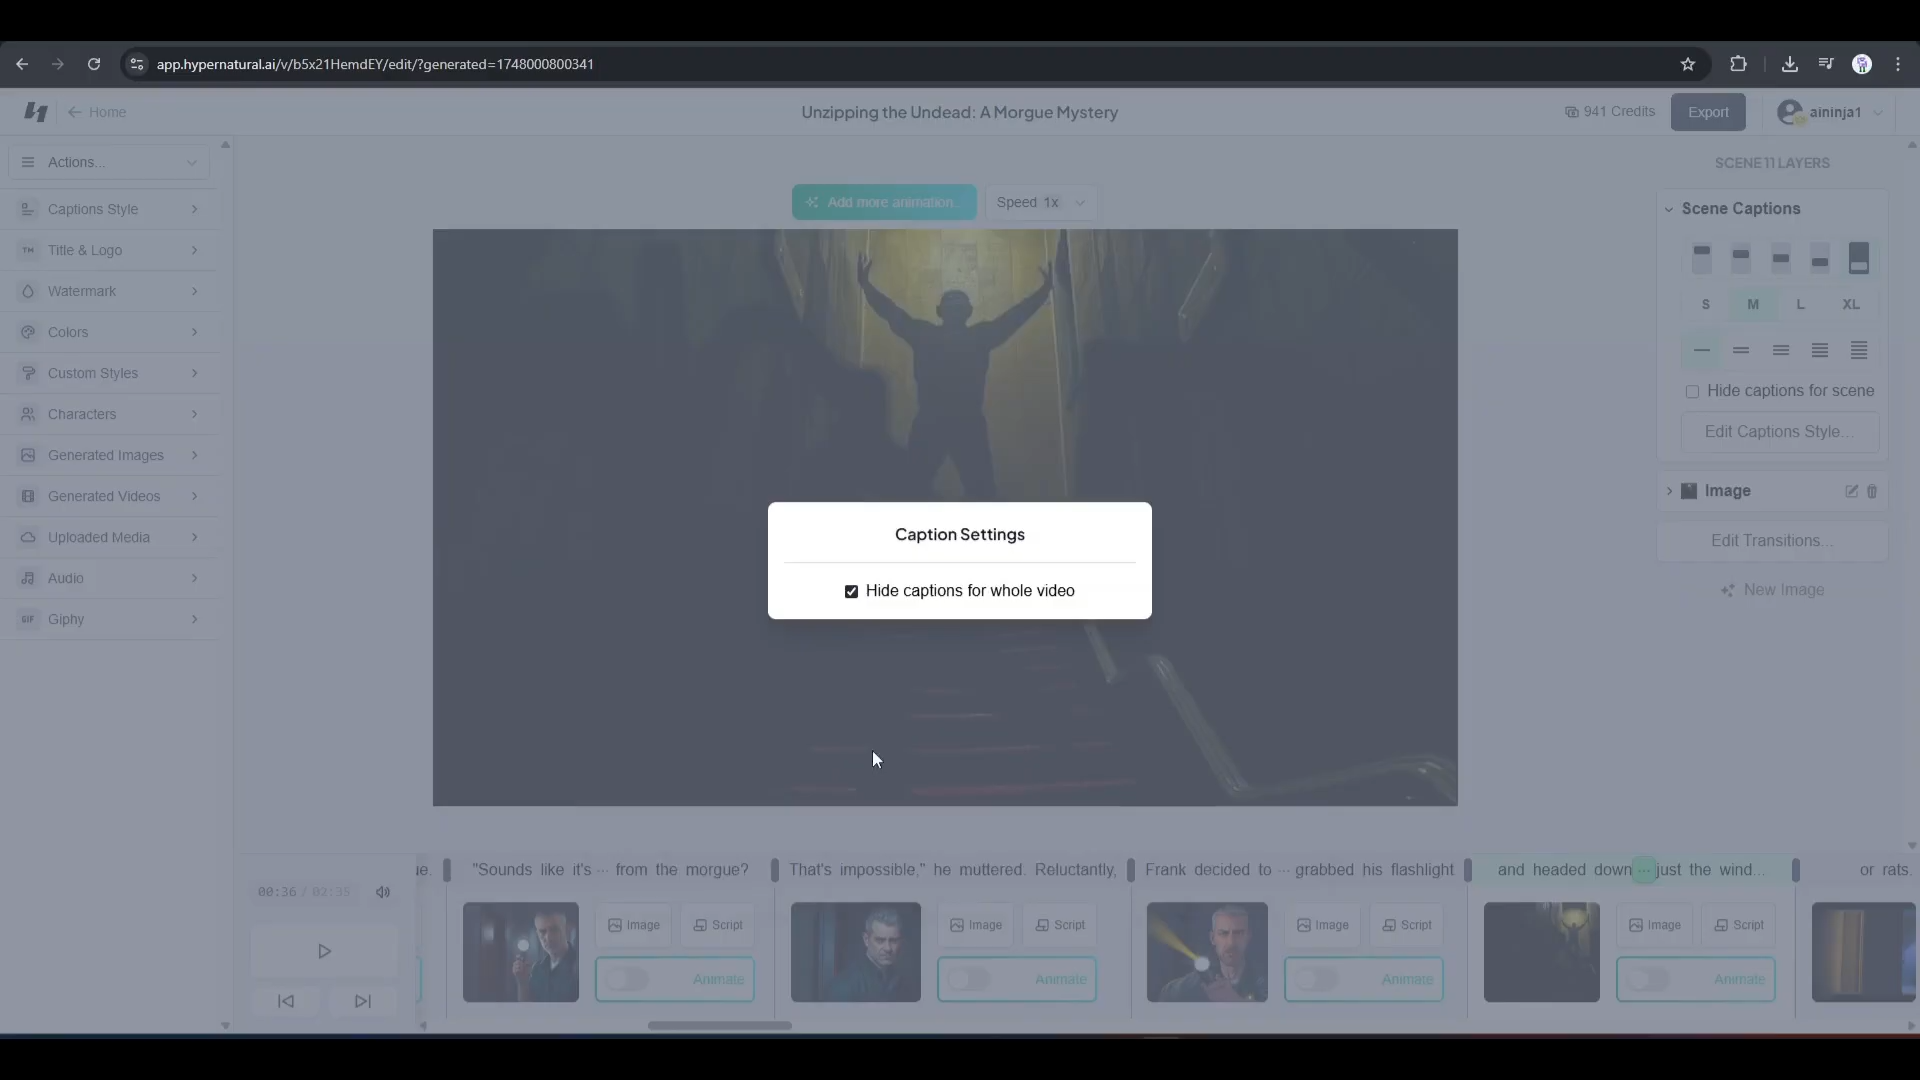 app.hypernatural.ai/v/b5x21HemdEY/edit/?generated=1748000800341
Home
Unzipping the Undead: A Morgue Mystery
941 Credits
Export
aininja1
Actions...
SCENE 11 LAYERS
Captions Style
Add more animation...
Speed 1x
Scene Captions
TM Title & Logo
Watermark
S M L XL
Colors
Custom Styles
Hide captions for scene
Characters
Edit Captions Style...
Generated Images
Image
Generated Videos
Caption Settings
Uploaded Media
Edit Transitions...
Audio
Hide captions for whole video
New Image
GIF Giphy
ue.
"Sounds like it's ··· from the morgue?
That's impossible," he muttered. Reluctantly,
Frank decided to ··· grabbed his flashlight
and headed down ··· just the wind...
or rats.
00:36 / 02:35
Image Script
Image Script
Image Script
Image Script
Animate
Animate
Animate
Animate